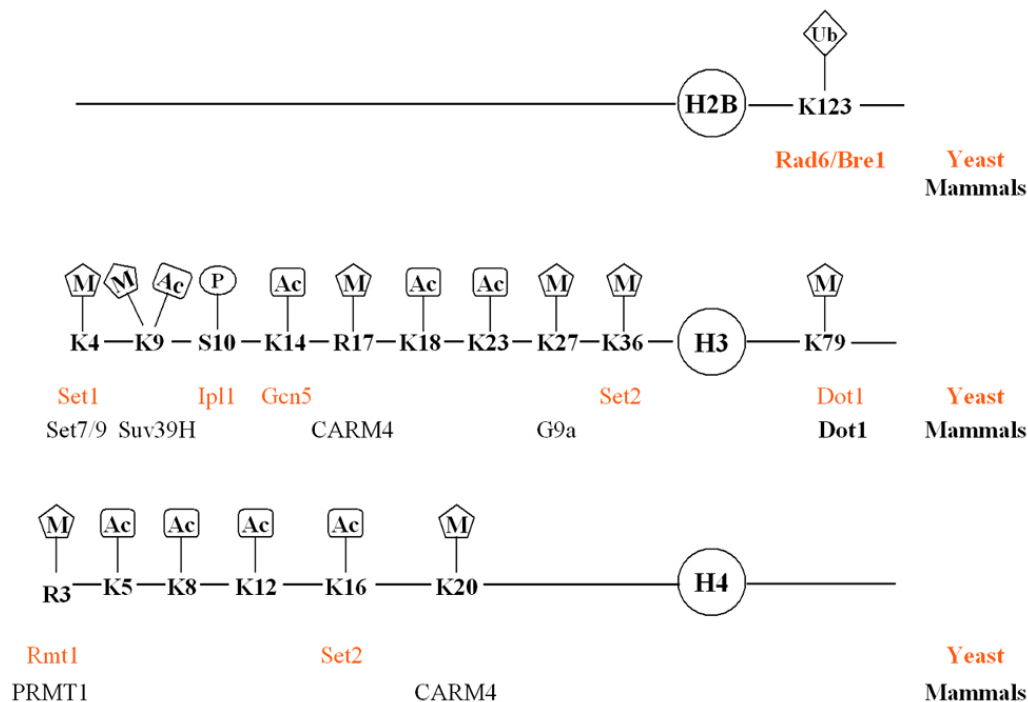 Ub
H2B K123
Rad6/Bre1 Yeast
Mammals
M M Ac P Ac M Ac Ac M M M
K4 K9 S10 K14 R17 K18 K23 K27 K36 H3 K79
Set1 Ipl1 Gcn5 Set2 Dot1 Yeast
Set7/9 Suv39H CARM4 G9a Dot1 Mammals
M Ac Ac Ac Ac M
R3 K5 K8 K12 K16 K20 H4
Rmt1 Set2 Yeast
PRMT1 CARM4 Mammals